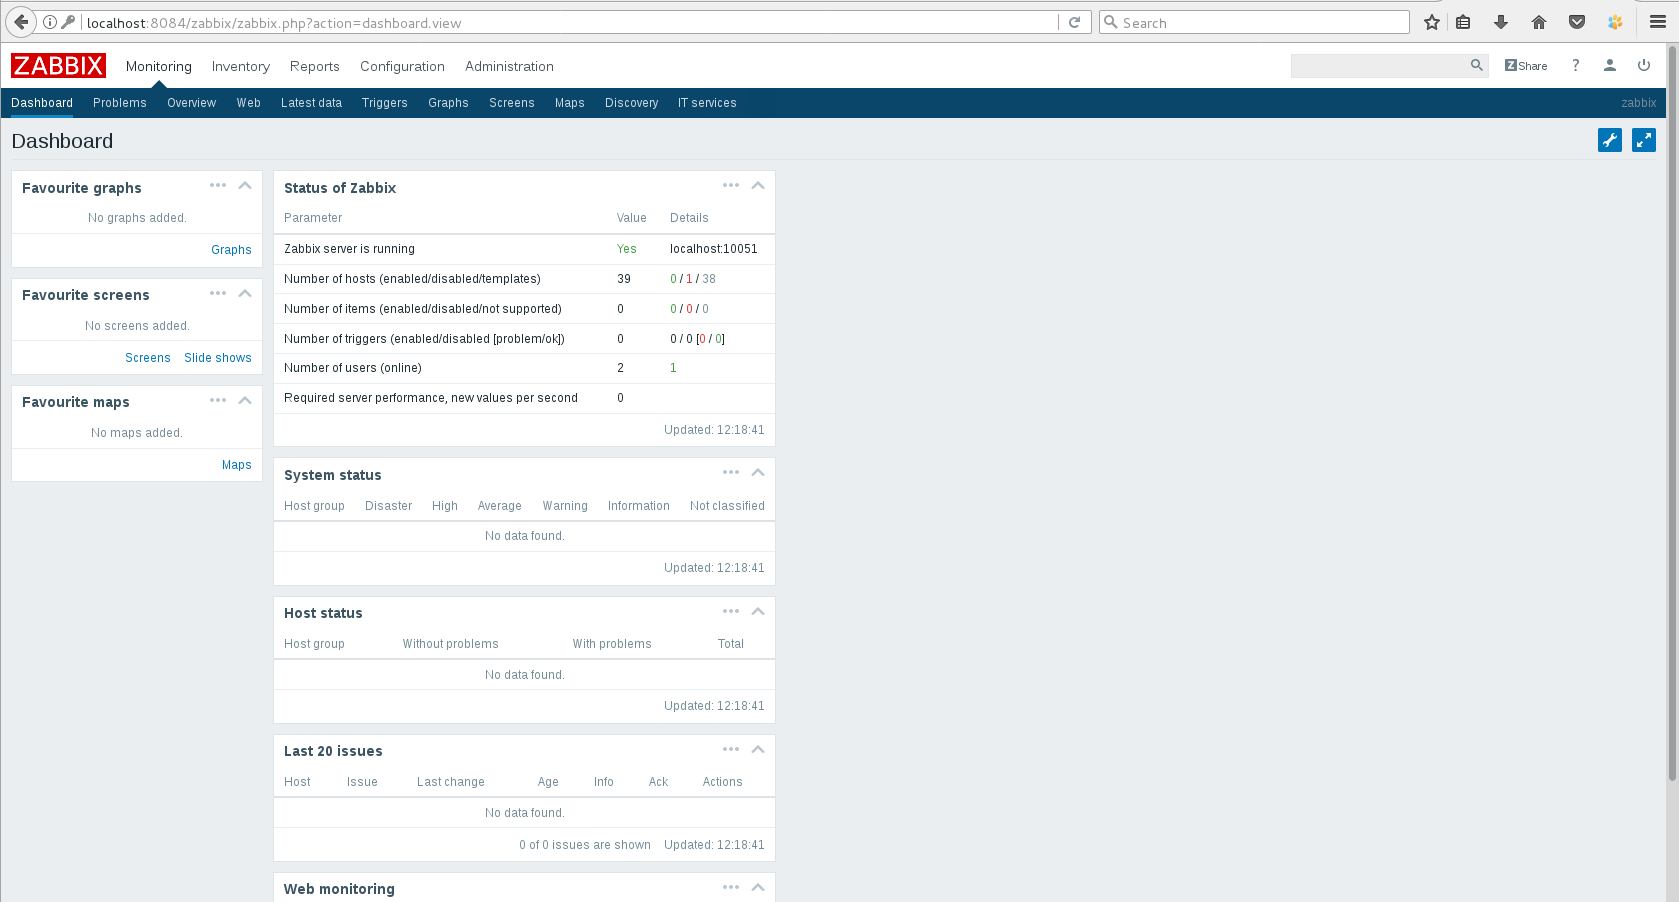 localhost:8084/zabbix/zabbix.php?action=dashboard.view
Search
ZABBIX Monitoring Inventory Reports Configuration Administration Z Share ?
Dashboard Problems Overview Web Latest data Triggers Graphs Screens Maps Discovery IT services zabbix
Dashboard
Favourite graphs
No graphs added.
Graphs
Favourite screens
No screens added.
Screens Slide shows
Favourite maps
No maps added.
Maps
Status of Zabbix
Parameter Value Details
Zabbix server is running Yes localhost:10051
Number of hosts (enabled/disabled/templates) 39 0 / 1 / 38
Number of items (enabled/disabled/not supported) 0 0 / 0 / 0
Number of triggers (enabled/disabled [problem/ok]) 0 0 / 0 [0 / 0]
Number of users (online) 2 1
Required server performance, new values per second 0
Updated: 12:18:41
System status
Host group Disaster High Average Warning Information Not classified
No data found.
Updated: 12:18:41
Host status
Host group Without problems With problems Total
No data found.
Updated: 12:18:41
Last 20 issues
Host Issue Last change Age Info Ack Actions
No data found.
0 of 0 issues are shown Updated: 12:18:41
Web monitoring